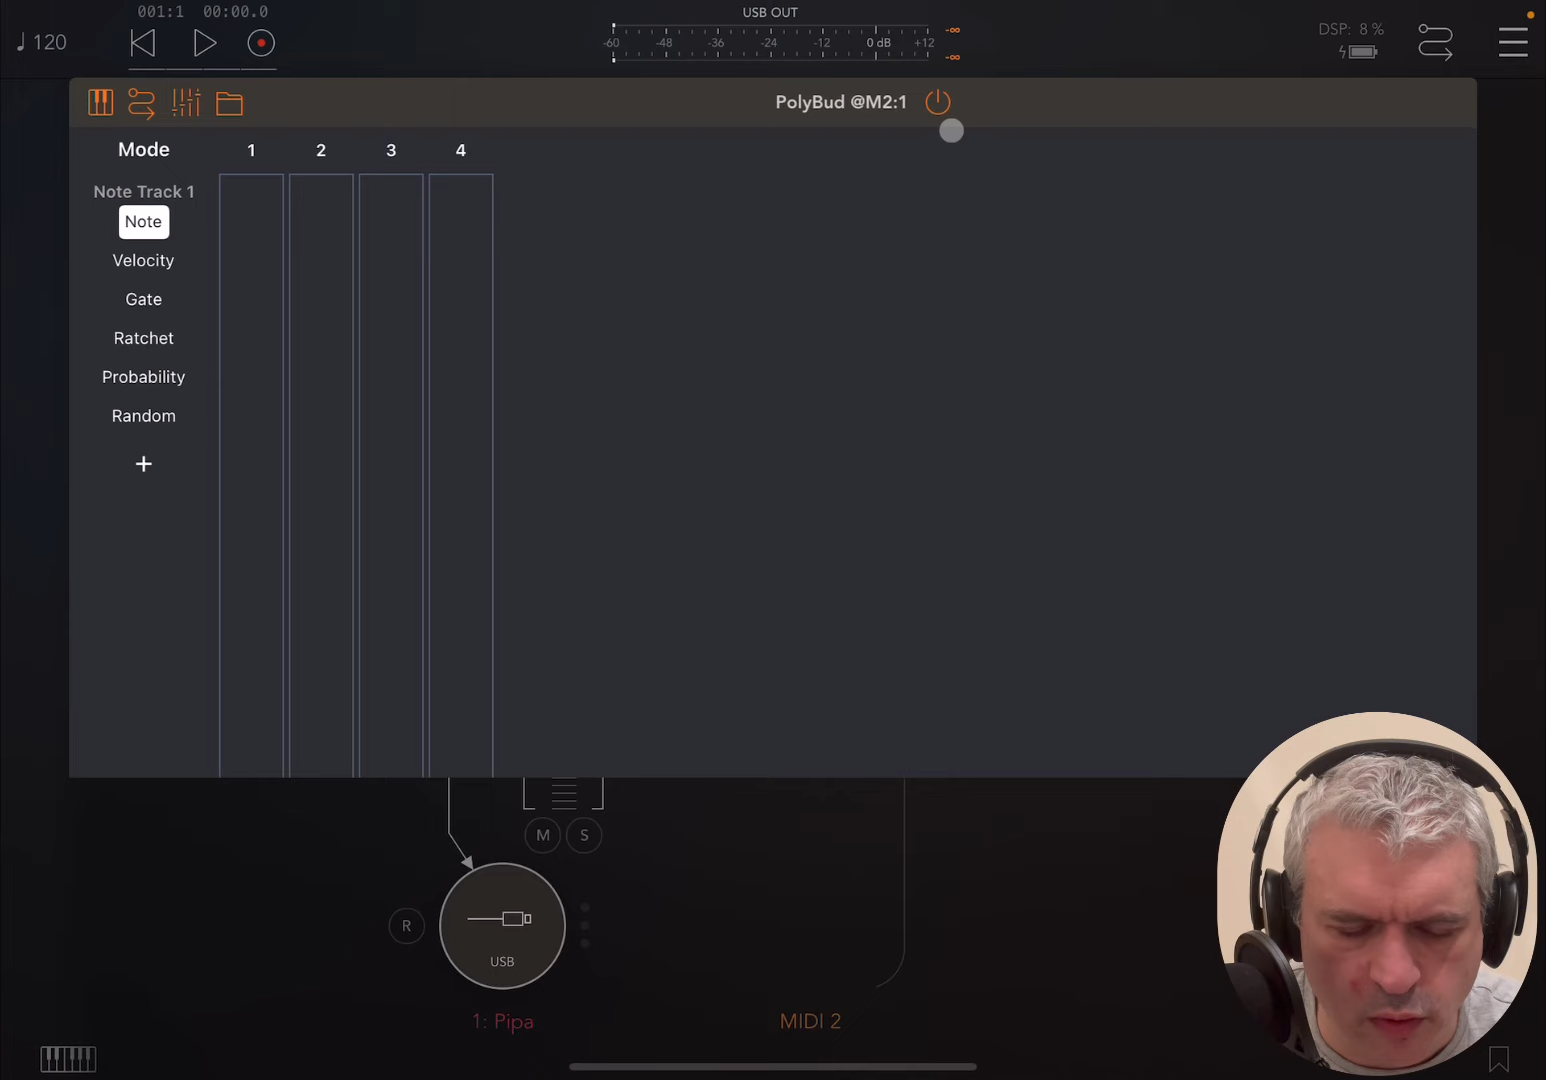 120
001:1 00:00.0
USB OUT
-60 -48 -36 -24 -12 0 dB +12
-∞
-∞
DSP: 8 %
PolyBud @M2:1
Mode 1 2 3 4
Note Track 1
Note
Velocity
Gate
Ratchet
Probability
Random
+
M S
R
USB
1: Pipa
MIDI 2